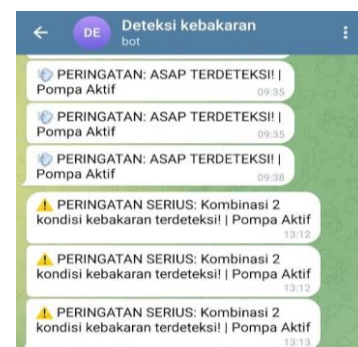 Deteksi kebakaran
DE
bot
PERINGATAN: ASAP TERDETEKSI! |
Pompa Aktif
09:35
PERINGATAN: ASAP TERDETEKSI! |
Pompa Aktif
09:35
PERINGATAN: ASAP TERDETEKSI! |
Pompa Aktif
09:38
PERINGATAN SERIUS: Kombinasi 2
kondisi kebakaran terdeteksi! | Pompa Aktif
13:12
PERINGATAN SERIUS: Kombinasi 2
kondisi kebakaran terdeteksi! | Pompa Aktif
13:12
PERINGATAN SERIUS: Kombinasi 2
kondisi kebakaran terdeteksi! | Pompa Aktif
13:13